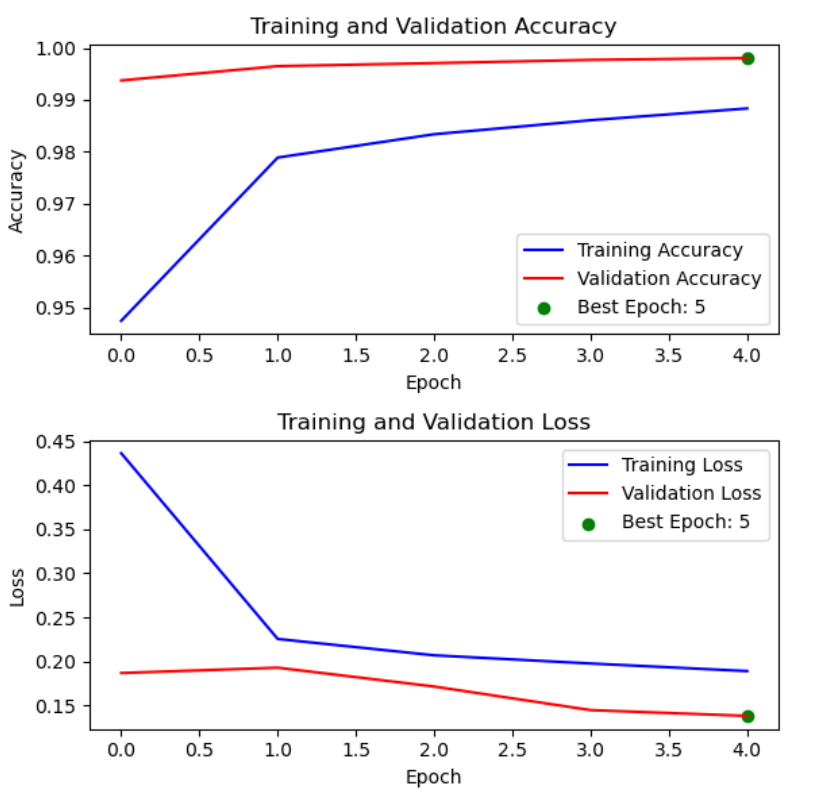 Training and Validation Accuracy
1.00
0.99
0.98
0.97
0.96
0.95
Accuracy
Training Accuracy
Validation Accuracy
Best Epoch: 5
0.0 0.5 1.0 1.5 2.0 2.5 3.0 3.5 4.0
Epoch
Training and Validation Loss
0.45
0.40
0.35
0.30
0.25
0.20
0.15
Loss
Training Loss
Validation Loss
Best Epoch: 5
0.0 0.5 1.0 1.5 2.0 2.5 3.0 3.5 4.0
Epoch